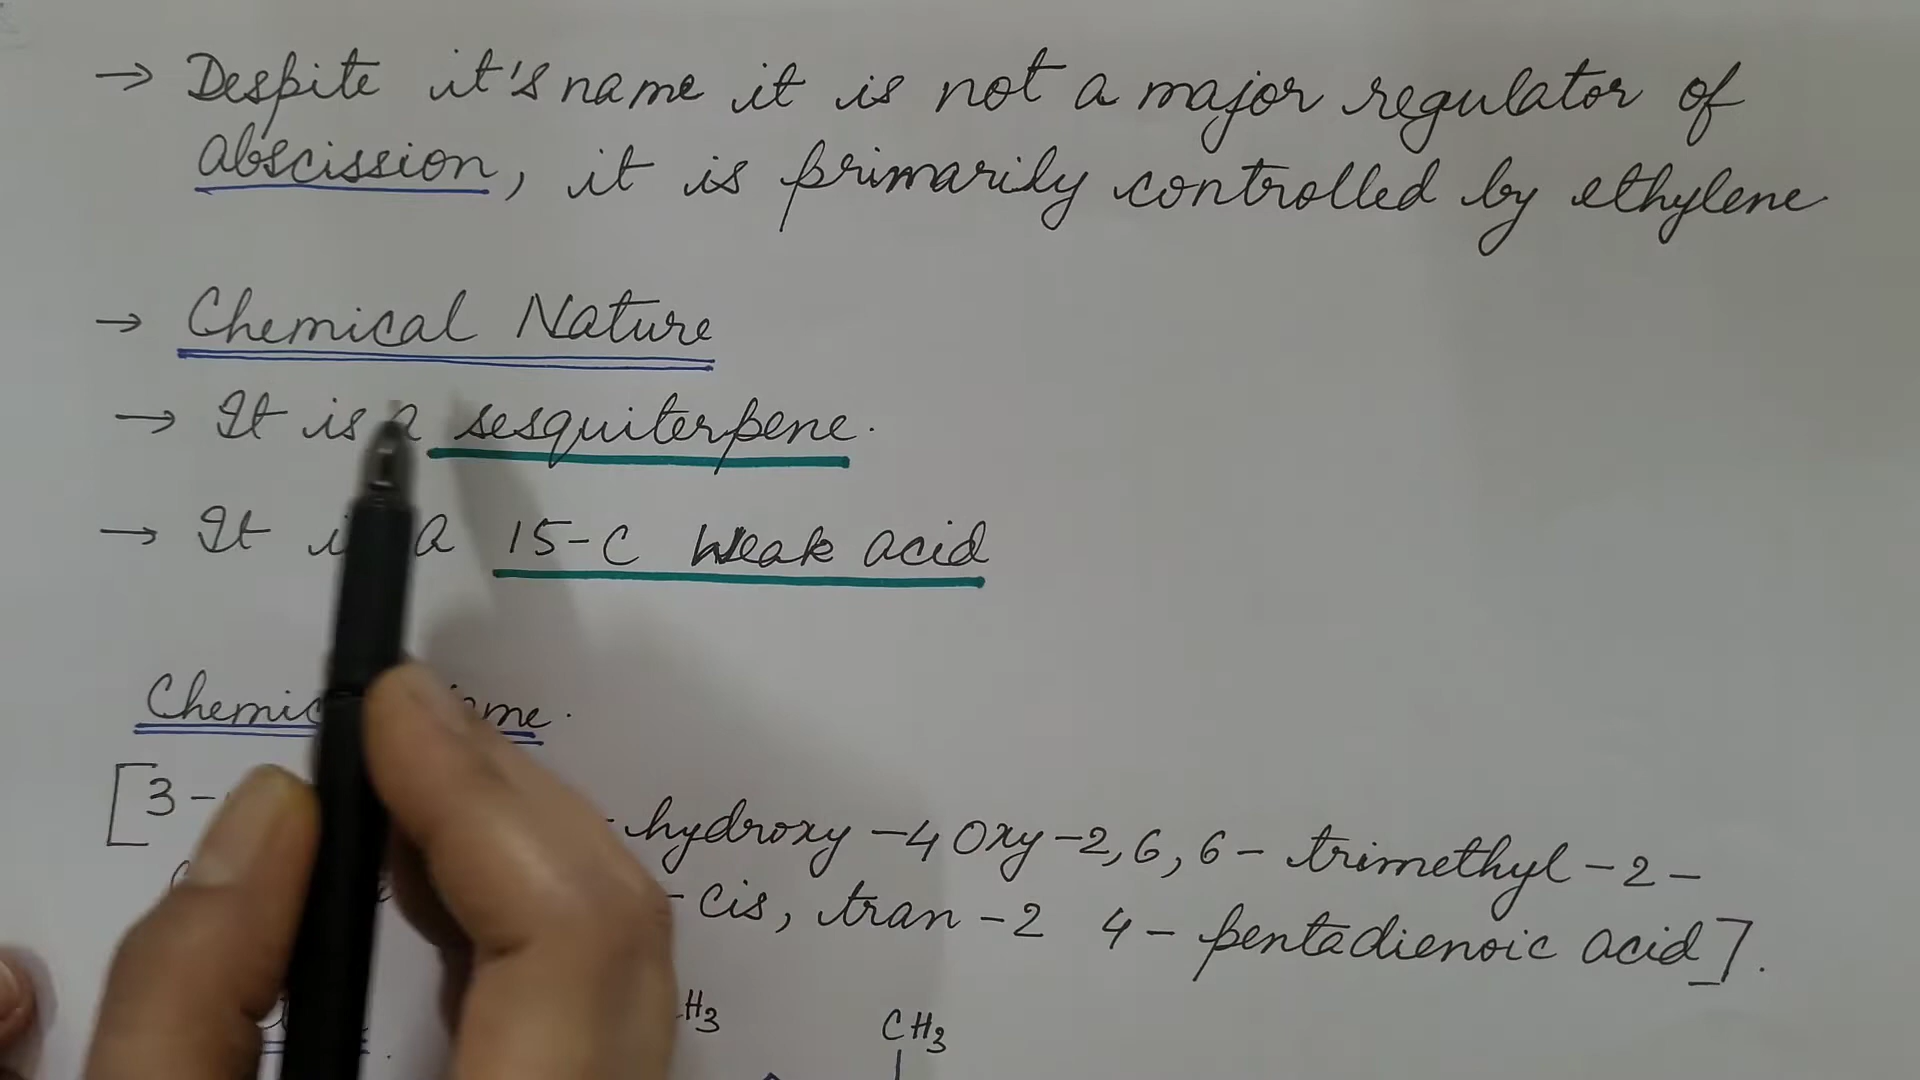 → Despite it's name it is not a major regulator of
abscission, it is primarily controlled by ethylene
→ Chemical Nature
→ It is a sesquiterpene.
→ It is a 15-C weak acid
[3-
-hydroxy -4 Oxy -2,6,6- trimethyl -2-
- cis, tran -2 4 - pentadienoic acid].
H3
CH3